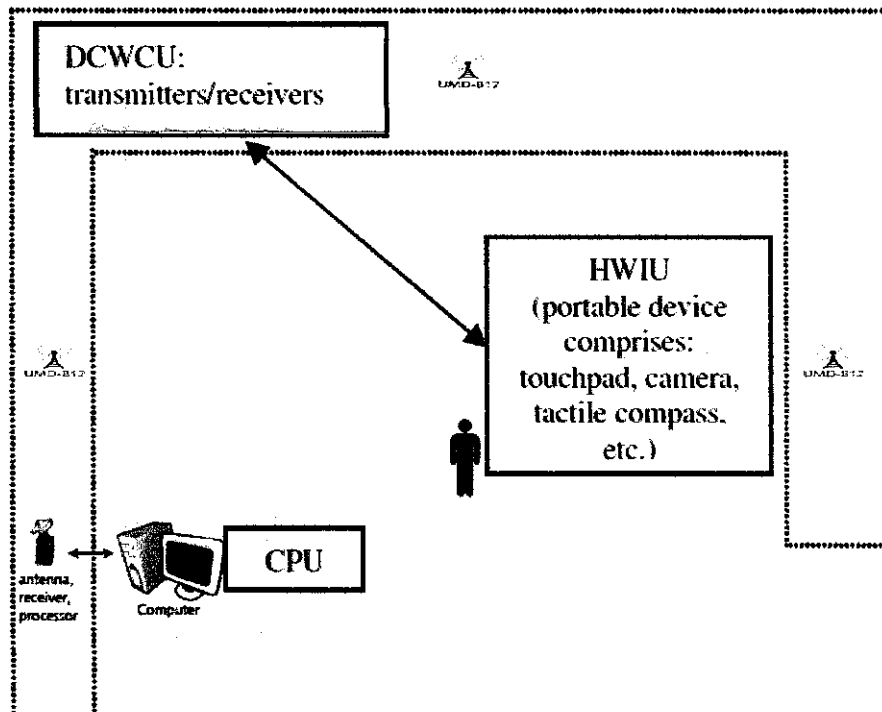 DCWCU:
transmitters/receivers
UMD-812
HWIU
(portable device
comprises:
touchpad, camera,
tactile compass,
etc.)
UMD-812
UMD-812
CPU
antenna,
receiver,
processor
Computer